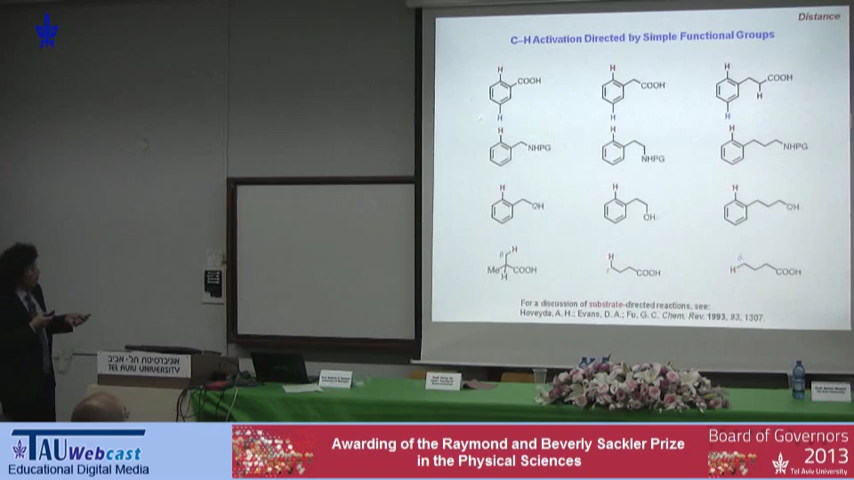 Distance
C–H Activation Directed by Simple Functional Groups
H
COOH
H
H
COOH
H
H
COOH
H
H
H
NHPG
H
NHPG
H
NHPG
H
OH
H
OH
H
OH
β
H
Me
COOH
H
H
γ
COOH
δ
H
COOH
For a discussion of substrate-directed reactions, see:
Hoveyda, A. H.; Evans, D. A.; Fu, G. C. Chem. Rev. 1993, 93, 1307.
אוניברסיטת תל-אביב
TEL AVIV UNIVERSITY
TAU Webcast
Educational Digital Media
Awarding of the Raymond and Beverly Sackler Prize
in the Physical Sciences
Board of Governors
2013
Tel Aviv University